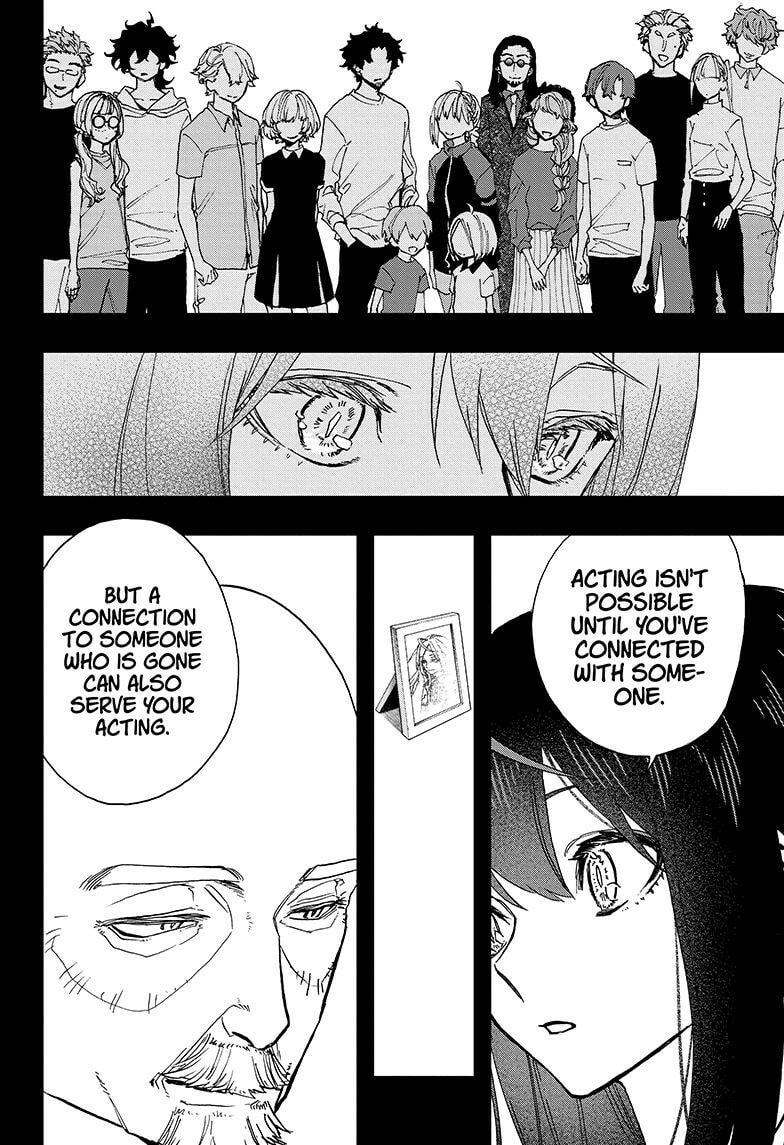 ACTING ISN'T
POSSIBLE
UNTIL YOU'VE
CONNECTED
WITH SOME-
ONE.
BUT A
CONNECTION
TO SOMEONE
WHO IS GONE
CAN ALSO
SERVE YOUR
ACTING.